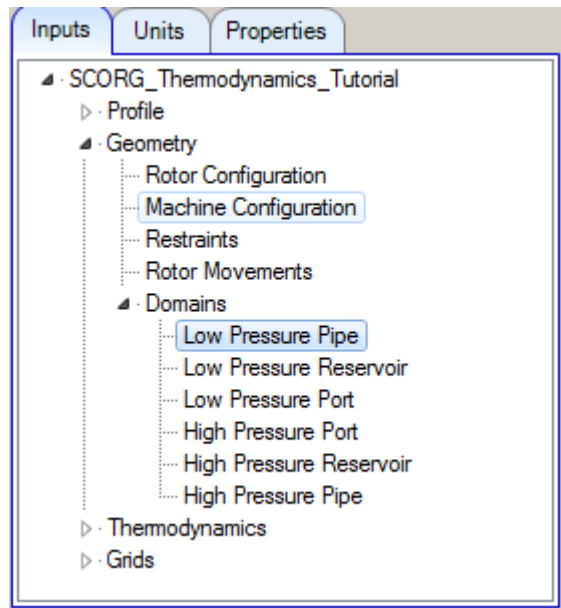 Inputs Units Properties
SCORG_Thermodynamics_Tutorial
Profile
Geometry
Rotor Configuration
Machine Configuration
Restraints
Rotor Movements
Domains
Low Pressure Pipe
Low Pressure Reservoir
Low Pressure Port
High Pressure Port
High Pressure Reservoir
High Pressure Pipe
Thermodynamics
Grids